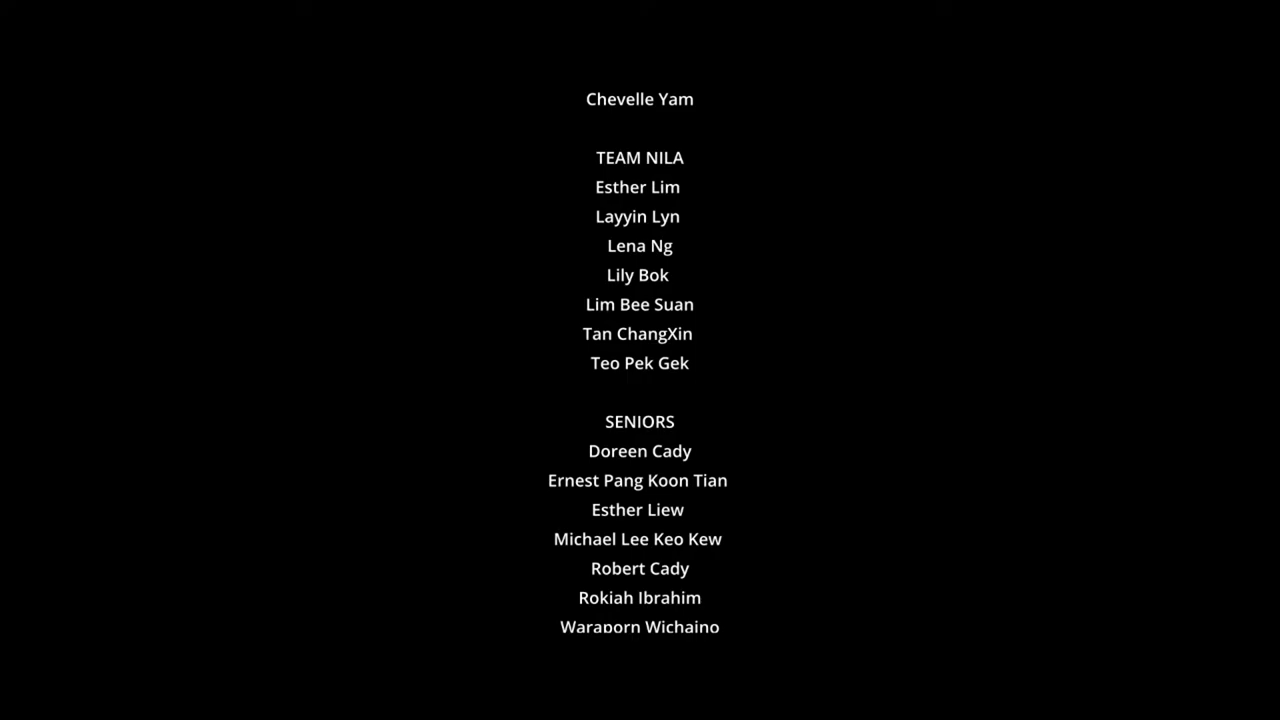 Chevelle Yam
TEAM NILA
Esther Lim
Layyin Lyn
Lena Ng
Lily Bok
Lim Bee Suan
Tan ChangXin
Teo Pek Gek
SENIORS
Doreen Cady
Ernest Pang Koon Tian
Esther Liew
Michael Lee Keo Kew
Robert Cady
Rokiah Ibrahim
Waraporn Wichaino